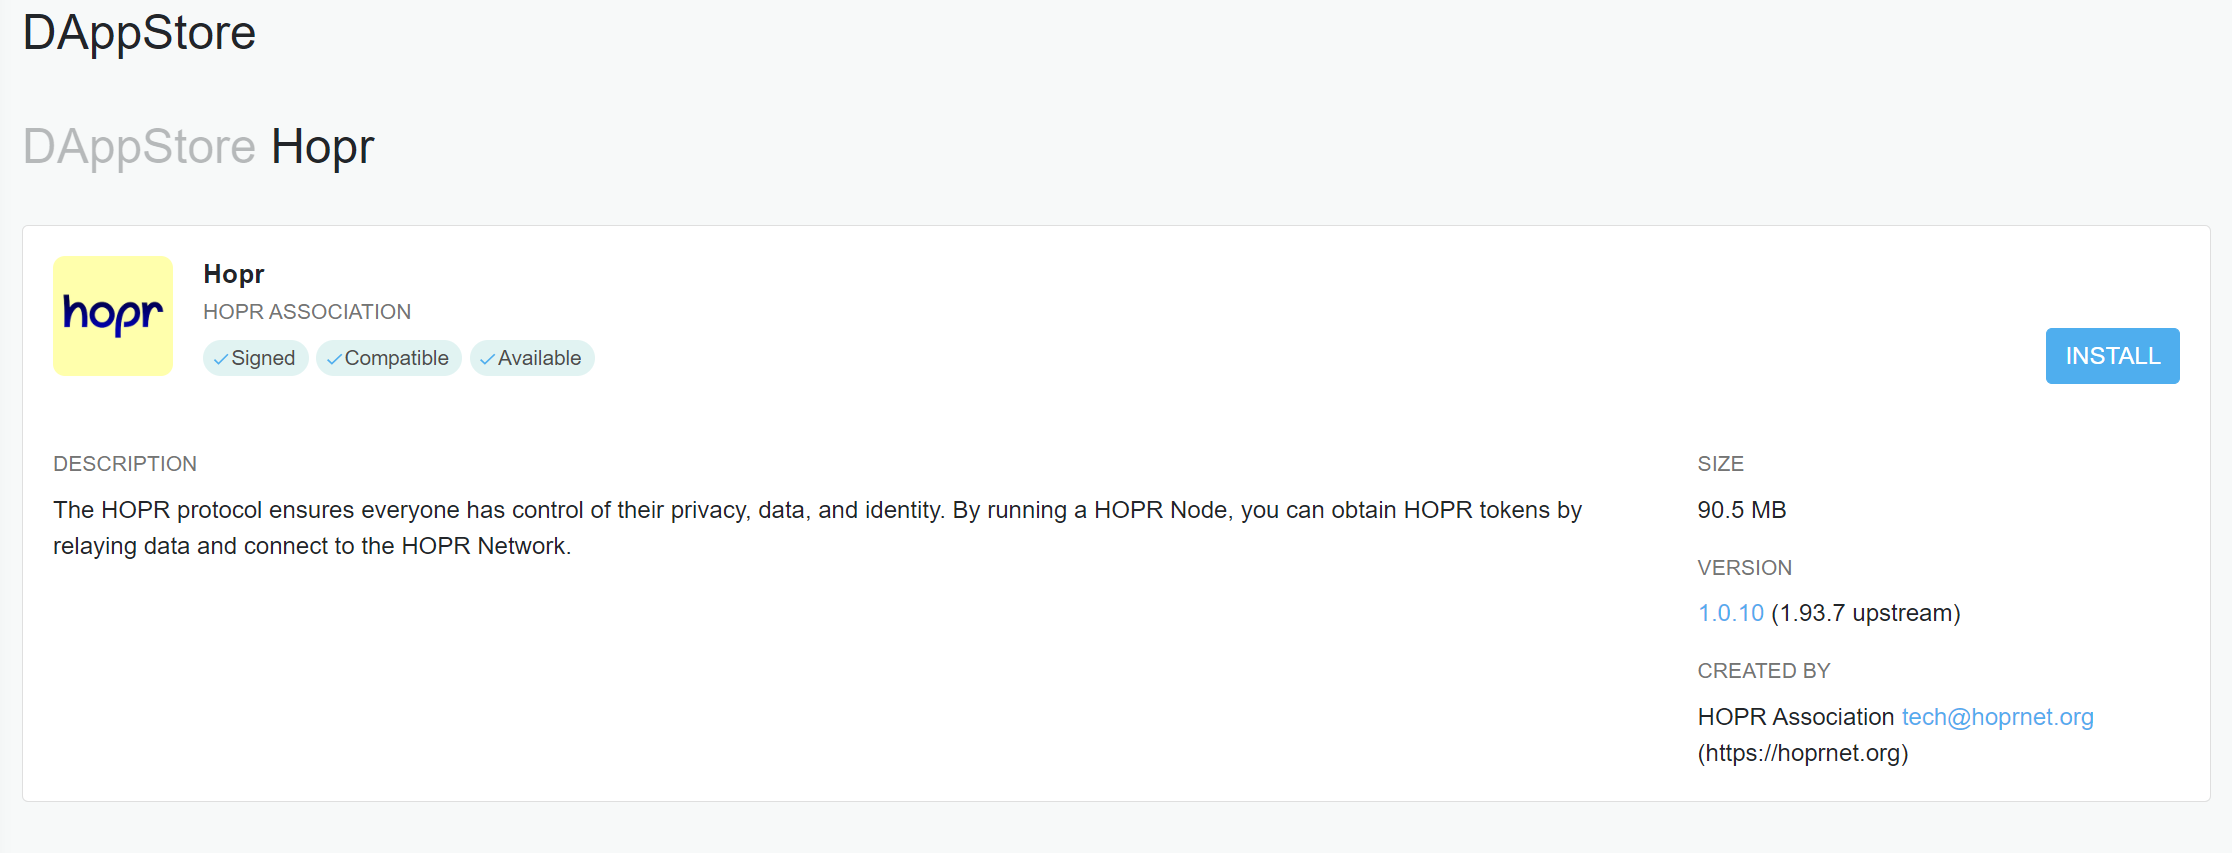 DAppStore
DAppStore Hopr
hopr
Hopr
HOPR ASSOCIATION
Signed Compatible Available
INSTALL
DESCRIPTION
The HOPR protocol ensures everyone has control of their privacy, data, and identity. By running a HOPR Node, you can obtain HOPR tokens by
relaying data and connect to the HOPR Network.
SIZE
90.5 MB
VERSION
1.0.10 (1.93.7 upstream)
CREATED BY
HOPR Association tech@hoprnet.org
(https://hoprnet.org)